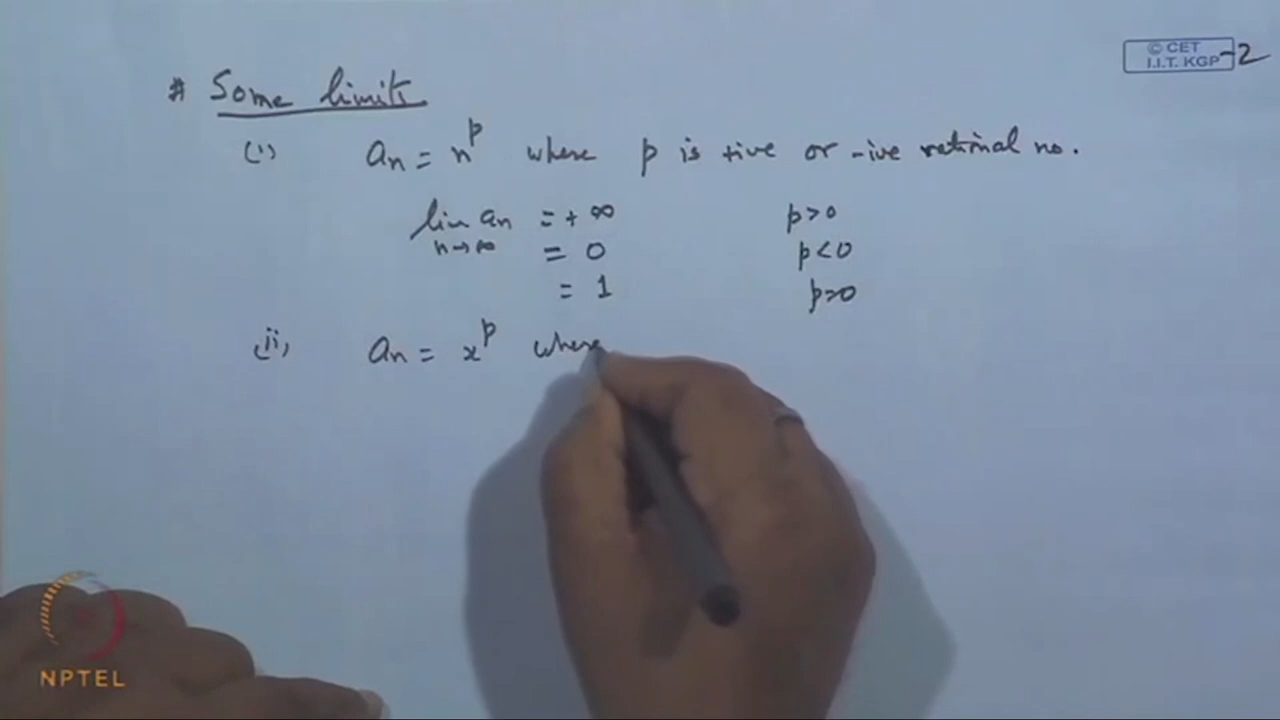 © CET
I.I.T. KGP -2
# Some limits
(i) an = n^p where p is +ive or -ive rational no.
lim an = + ∞ p>0
n→∞ = 0 p<0
= 1 p=0
(ii) an = x^p where
NPTEL